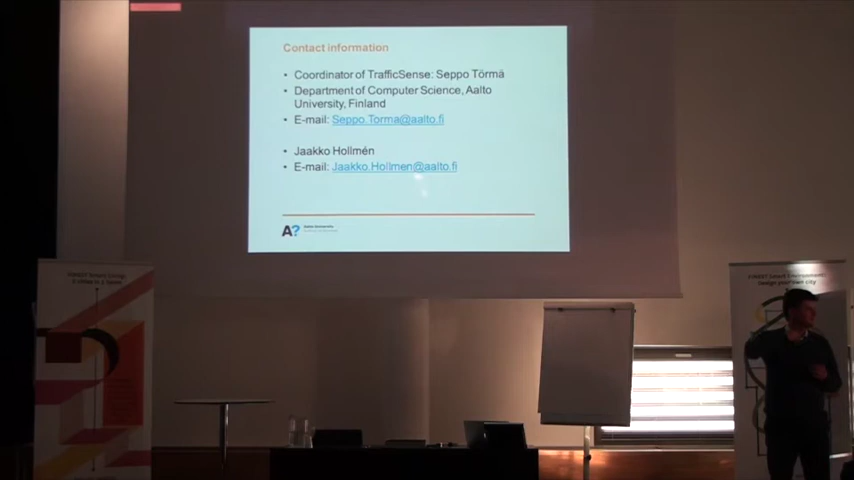 Contact information
• Coordinator of TrafficSense: Seppo Törmä
• Department of Computer Science, Aalto
University, Finland
• E-mail: Seppo.Torma@aalto.fi
• Jaakko Hollmén
• E-mail: Jaakko.Hollmen@aalto.fi
A?